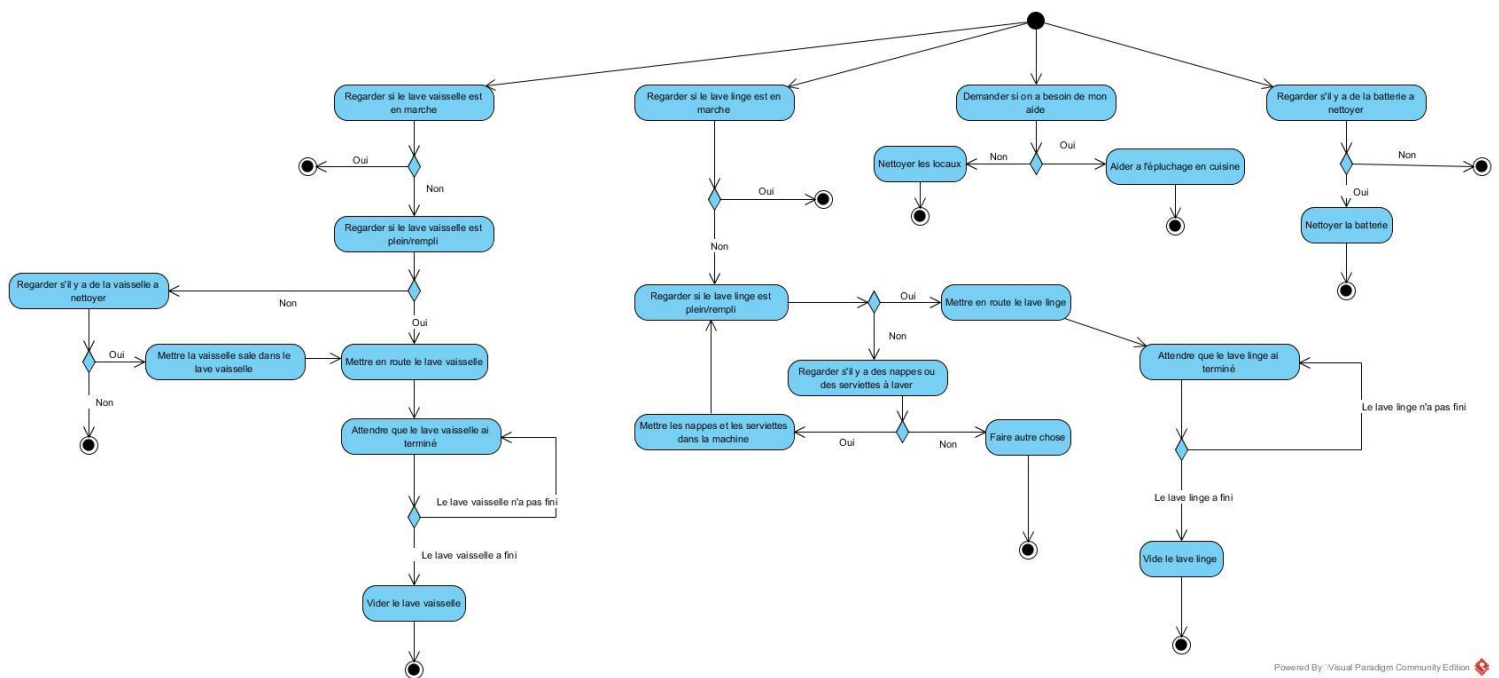 Regarder si le lave vaisselle est
en marche
Regarder si le lave linge est en
marche
Demander si on a besoin de mon
aide
Regarder s'il y a de la batterie a
nettoyer
Oui
Non
Oui
Non
Oui
Nettoyer les locaux
Non
Oui
Aider a l'épluchage en cuisine
Non
Oui
Nettoyer la batterie
Regarder si le lave vaisselle est
plein/rempli
Regarder s'il y a de la vaisselle a
nettoyer
Non
Oui
Regarder si le lave linge est
plein/rempli
Oui
Mettre en route le lave linge
Non
Oui
Mettre la vaisselle sale dans le
lave vaisselle
Mettre en route le lave vaisselle
Non
Regarder s'il y a des nappes ou
des serviettes à laver
Attendre que le lave linge ai
terminé
Le lave linge n'a pas fini
Attendre que le lave vaisselle ai
terminé
Mettre les nappes et les serviettes
dans la machine
Oui
Non
Faire autre chose
Le lave vaisselle n'a pas fini
Le lave linge a fini
Le lave vaisselle a fini
Vide le lave linge
Vider le lave vaisselle
Powered By Visual Paradigm Community Edition